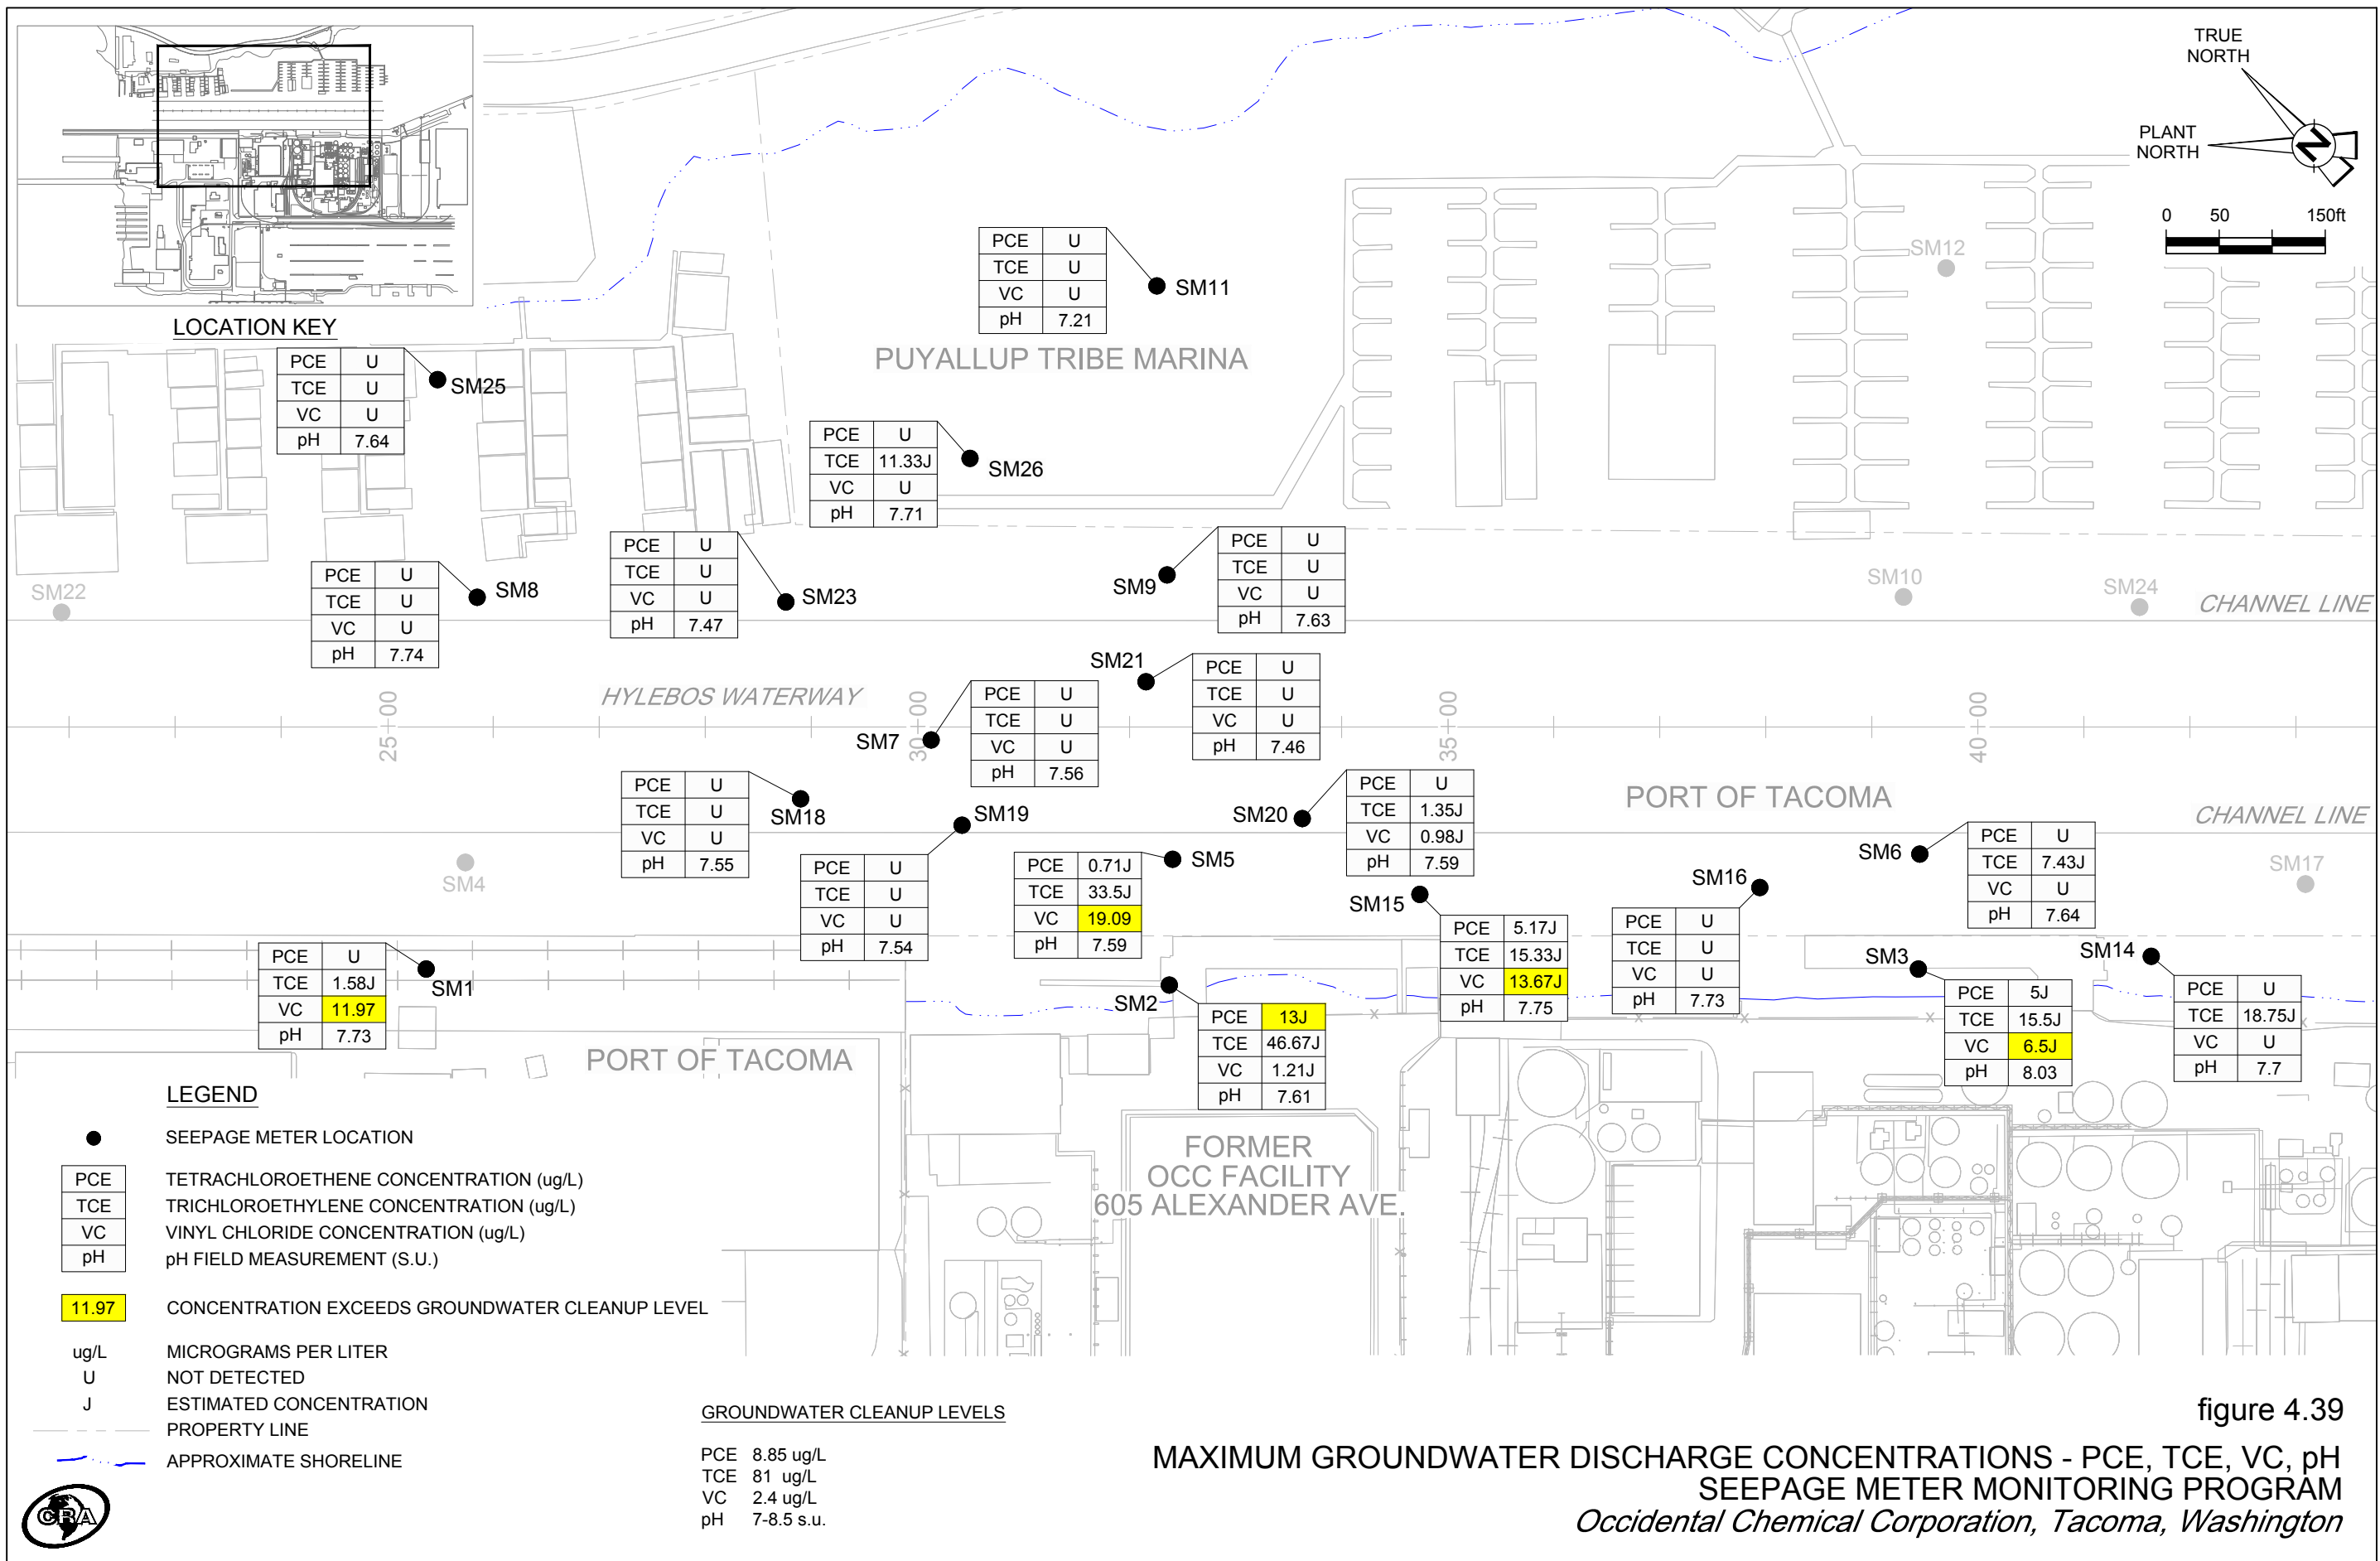 TRUE
NORTH
PLANT
NORTH
N
0 50 150ft
LOCATION KEY
PCE U
TCE U
VC U
pH 7.21
SM11
SM12
PUYALLUP TRIBE MARINA
PCE U
TCE U
VC U
pH 7.64
SM25
PCE U
TCE 11.33J
VC U
pH 7.71
SM26
SM22
PCE U
TCE U
VC U
pH 7.74
SM8
PCE U
TCE U
VC U
pH 7.47
SM23
SM9
PCE U
TCE U
VC U
pH 7.63
SM10
SM24
CHANNEL LINE
HYLEBOS WATERWAY
25+00
30+00
35+00
40+00
SM7
PCE U
TCE U
VC U
pH 7.56
SM21
PCE U
TCE U
VC U
pH 7.46
PCE U
TCE U
VC U
pH 7.55
SM18
SM19
PCE U
TCE U
VC U
pH 7.54
SM20
PCE U
TCE 1.35J
VC 0.98J
pH 7.59
PORT OF TACOMA
CHANNEL LINE
SM4
PCE 0.71J
TCE 33.5J
VC 19.09
pH 7.59
SM5
SM15
PCE 5.17J
TCE 15.33J
VC 13.67J
pH 7.75
SM16
PCE U
TCE U
VC U
pH 7.73
SM6
PCE U
TCE 7.43J
VC U
pH 7.64
SM17
PCE U
TCE 1.58J
VC 11.97
pH 7.73
SM1
SM2
PCE 13J
TCE 46.67J
VC 1.21J
pH 7.61
SM3
PCE 5J
TCE 15.5J
VC 6.5J
pH 8.03
SM14
PCE U
TCE 18.75J
VC U
pH 7.7
PORT OF TACOMA
FORMER
OCC FACILITY
605 ALEXANDER AVE.
LEGEND
SEEPAGE METER LOCATION
PCE TETRACHLOROETHENE CONCENTRATION (ug/L)
TCE TRICHLOROETHYLENE CONCENTRATION (ug/L)
VC VINYL CHLORIDE CONCENTRATION (ug/L)
pH pH FIELD MEASUREMENT (S.U.)
11.97 CONCENTRATION EXCEEDS GROUNDWATER CLEANUP LEVEL
ug/L MICROGRAMS PER LITER
U NOT DETECTED
J ESTIMATED CONCENTRATION
PROPERTY LINE
APPROXIMATE SHORELINE
CRA
GROUNDWATER CLEANUP LEVELS
PCE 8.85 ug/L
TCE 81 ug/L
VC 2.4 ug/L
pH 7-8.5 s.u.
figure 4.39
MAXIMUM GROUNDWATER DISCHARGE CONCENTRATIONS - PCE, TCE, VC, pH
SEEPAGE METER MONITORING PROGRAM
Occidental Chemical Corporation, Tacoma, Washington